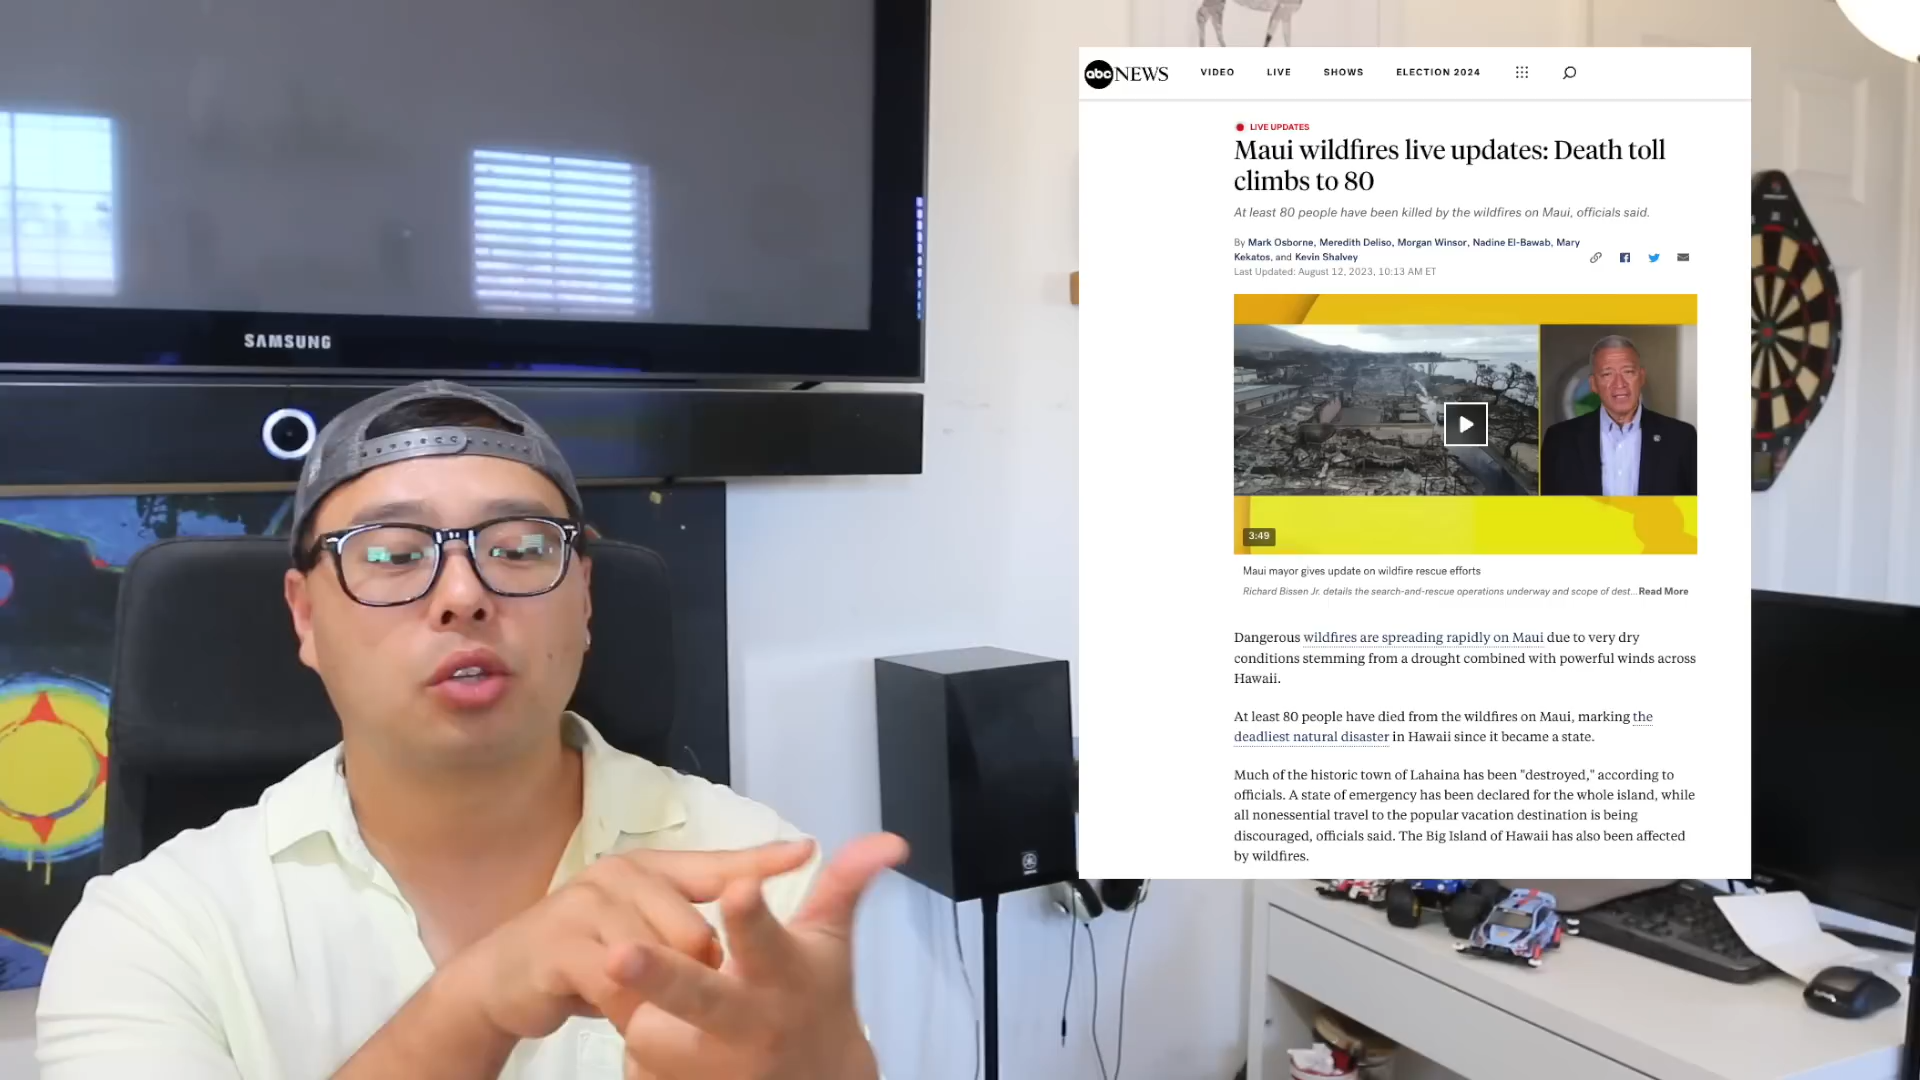 SAMSUNG
abc NEWS
VIDEO
LIVE
SHOWS
ELECTION 2024
LIVE UPDATES
Maui wildfires live updates: Death toll
climbs to 80
At least 80 people have been killed by the wildfires on Maui, officials said.
By Mark Osborne, Meredith Deliso, Morgan Winsor, Nadine El-Bawab, Mary
Kekatos, and Kevin Shalvey
Last Updated: August 12, 2023, 10:13 AM ET
3:49
Maui mayor gives update on wildfire rescue efforts
Richard Bissen Jr. details the search-and-rescue operations underway and scope of dest...Read More
Dangerous wildfires are spreading rapidly on Maui due to very dry
conditions stemming from a drought combined with powerful winds across
Hawaii.
At least 80 people have died from the wildfires on Maui, marking the
deadliest natural disaster in Hawaii since it became a state.
Much of the historic town of Lahaina has been "destroyed," according to
officials. A state of emergency has been declared for the whole island, while
all nonessential travel to the popular vacation destination is being
discouraged, officials said. The Big Island of Hawaii has also been affected
by wildfires.